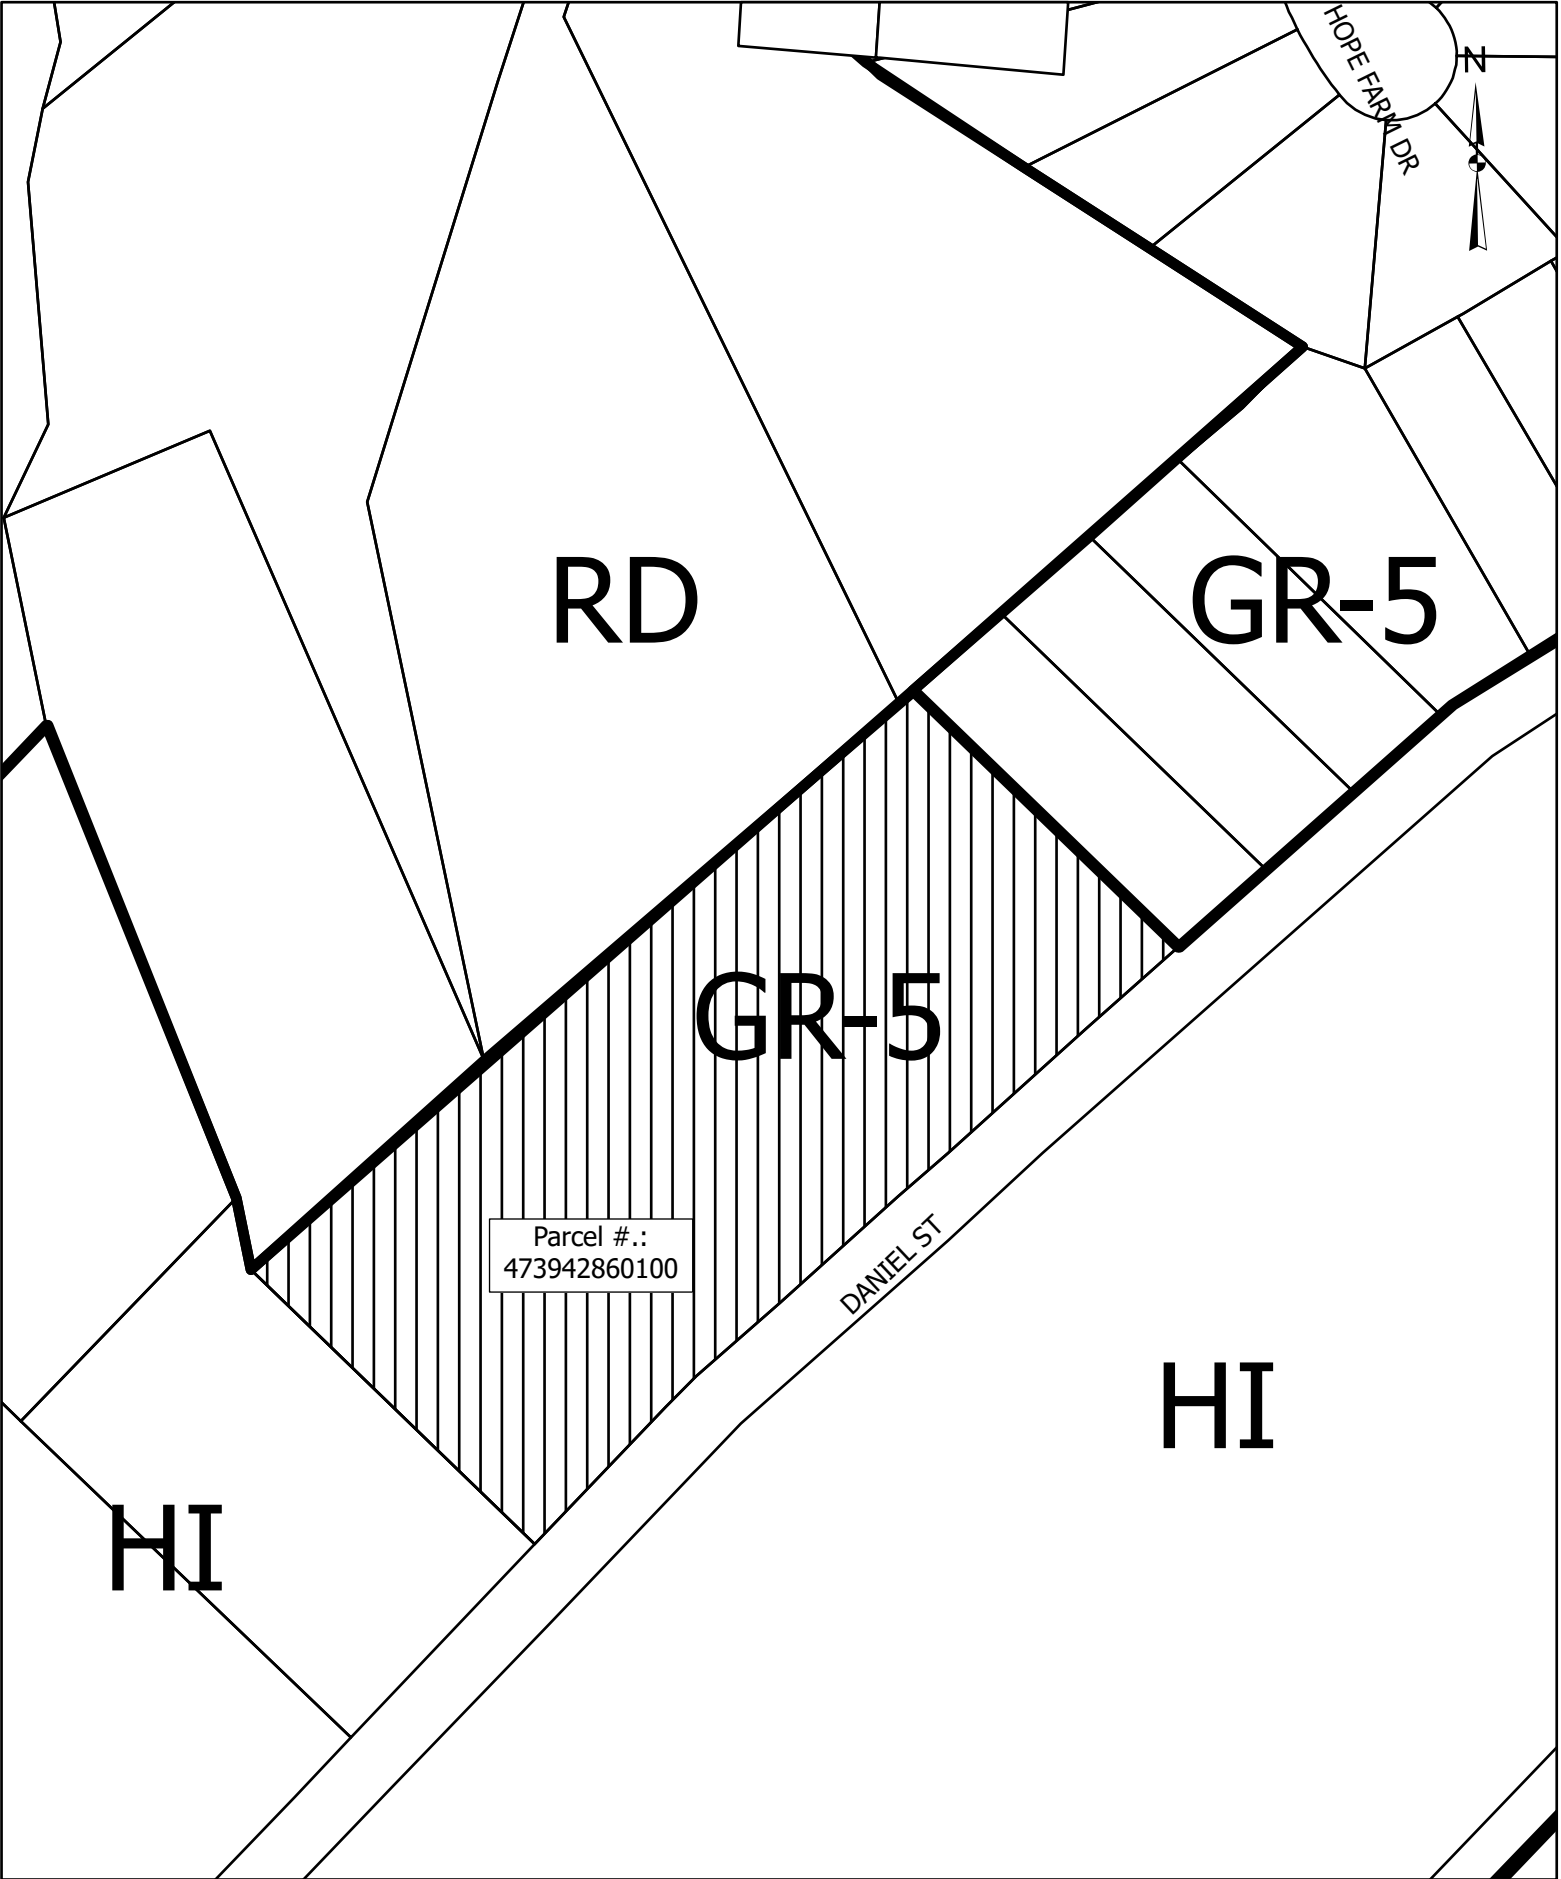 HOPE FARM DR
N
RD
GR-5
GR-5
Parcel #.:
473942860100
DANIEL ST
HI
HI